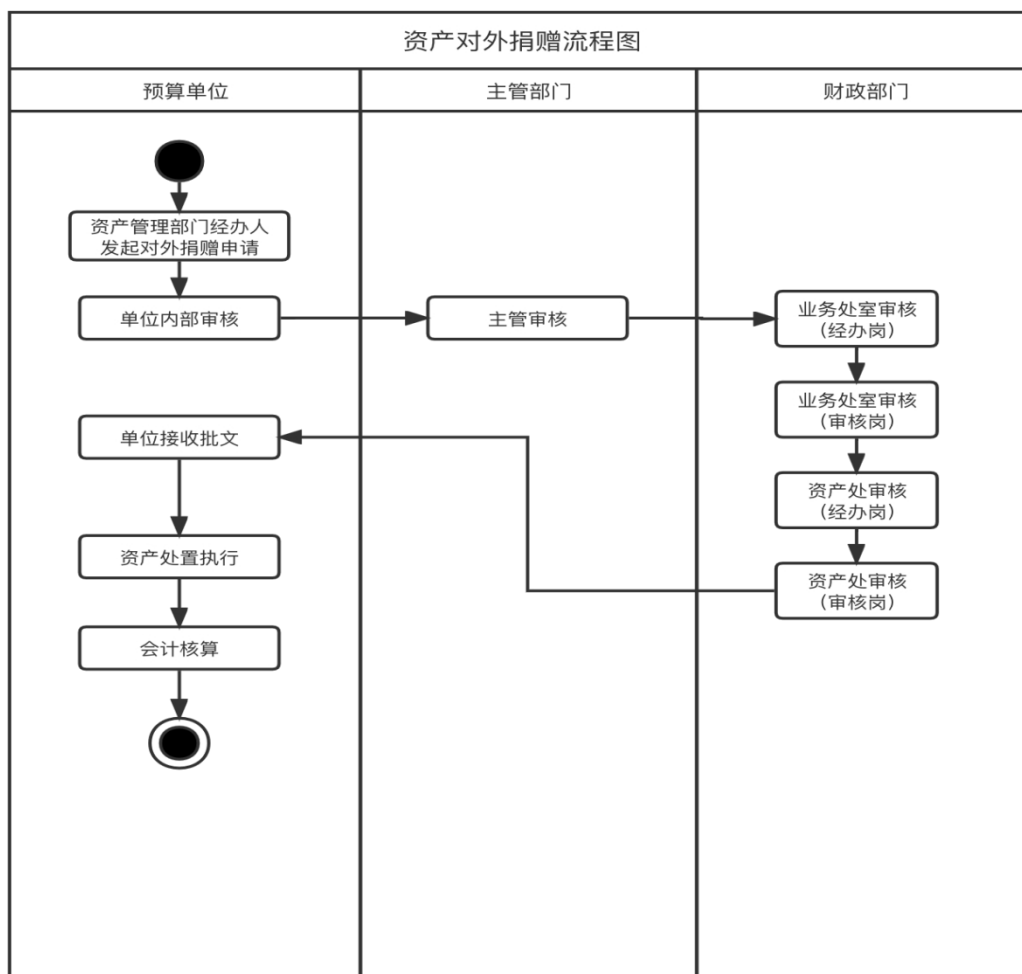 资产对外捐赠流程图
预算单位
主管部门
财政部门
资产管理部门经办人
发起对外捐赠申请
单位内部审核
主管审核
业务处室审核
（经办岗）
业务处室审核
（审核岗）
资产处审核
（经办岗）
资产处审核
（审核岗）
单位接收批文
资产处置执行
会计核算